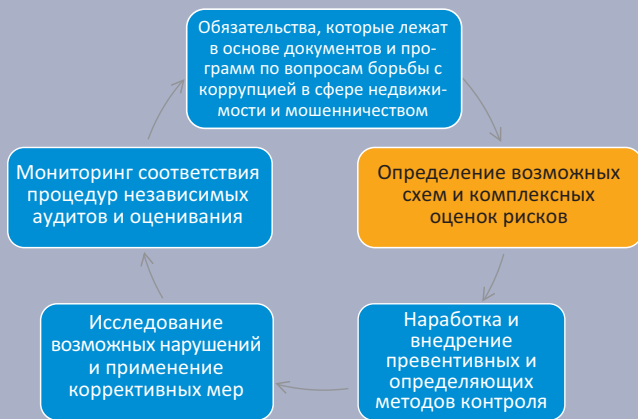 Обязательства, которые лежат
в основе документов и про-
грамм по вопросам борьбы с
коррупцией в сфере недвижи-
мости и мошенничеством
Определение возможных
схем и комплексных
оценок рисков
Наработка и
внедрение
превентивных и
определяющих
методов контроля
Исследование
возможных нарушений
и применение
коррективных мер
Мониторинг соответствия
процедур независимых
аудитов и оценивания